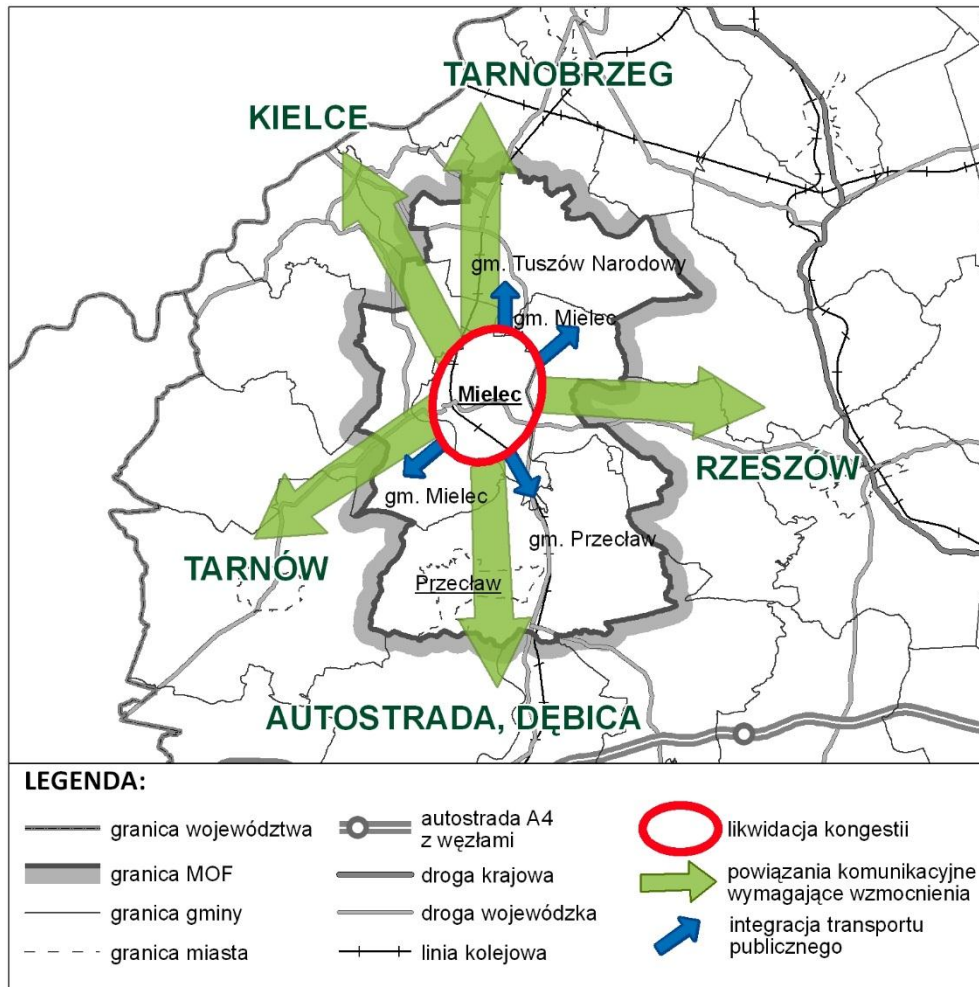 TARNOBRZEG
KIELCE
gm. Tuszów Narodowy
gm. Mielec
Mielec
RZESZÓW
gm. Mielec
gm. Przecław
TARNÓW
Przecław
AUTOSTRADA, DĘBICA
LEGENDA:
granica województwa
granica MOF
granica gminy
granica miasta
autostrada A4
z węzłami
droga krajowa
droga wojewódzka
linia kolejowa
likwidacja kongestii
powiązania komunikacyjne
wymagające wzmocnienia
integracja transportu
publicznego